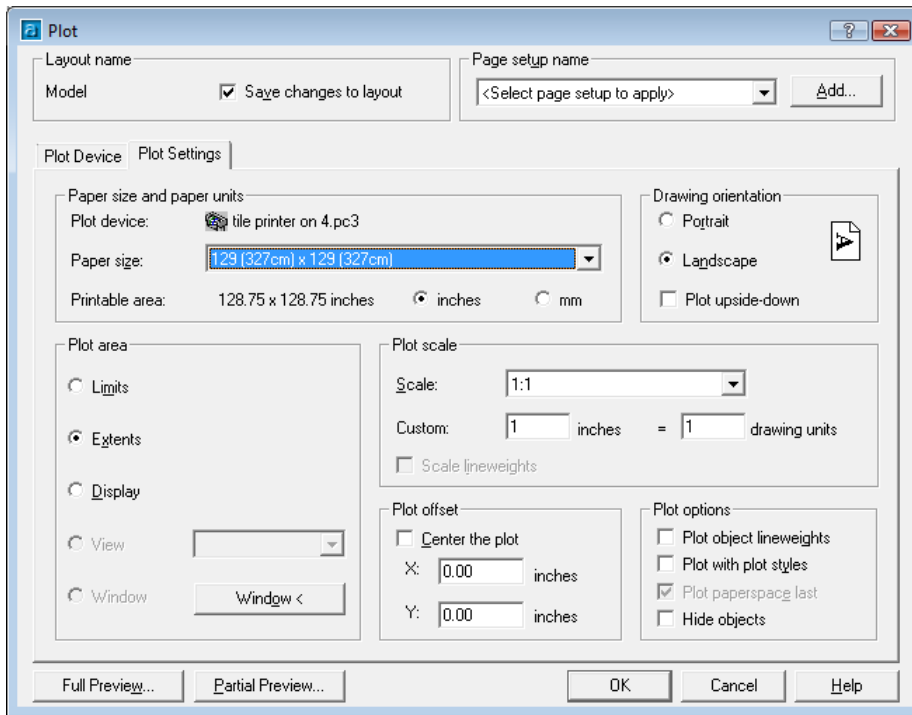 Plot
Layout name
Model
Save changes to layout
Page setup name
<Select page setup to apply>
Add...
Plot Device
Plot Settings
Paper size and paper units
Plot device:
tile printer on 4.pc3
Paper size:
129 (327cm) x 129 (327cm)
Printable area:
128.75 x 128.75 inches
inches
mm
Drawing orientation
Portrait
Landscape
Plot upside-down
A
Plot area
Limits
Extents
Display
View
Window
Window <
Plot scale
Scale:
1:1
Custom:
1
inches
=
1
drawing units
Scale lineweights
Plot offset
Center the plot
X:
0.00
inches
Y:
0.00
inches
Plot options
Plot object lineweights
Plot with plot styles
Plot paperspace last
Hide objects
Full Preview...
Partial Preview...
OK
Cancel
Help